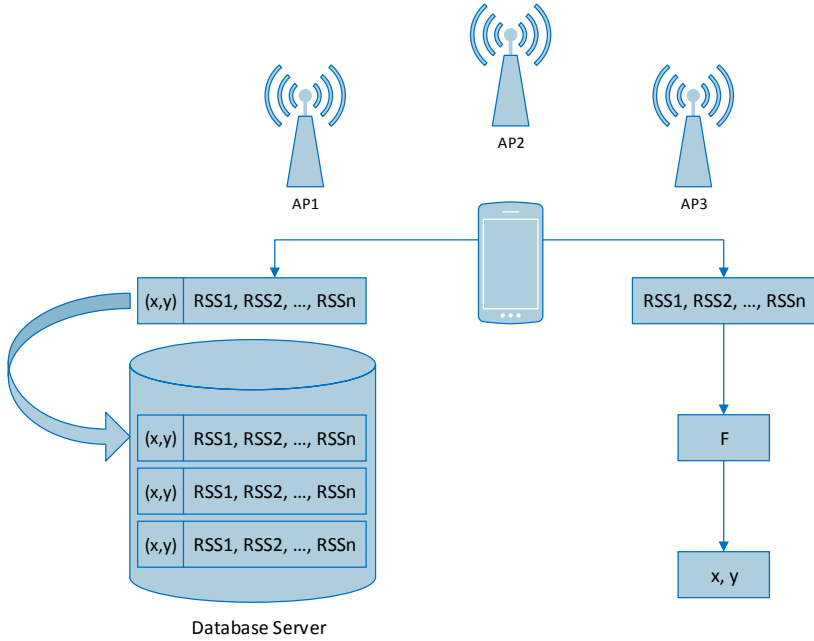 AP2
AP1
AP3
(x,y) RSS1, RSS2, ..., RSSn
RSS1, RSS2, ..., RSSn
(x,y) RSS1, RSS2, ..., RSSn
(x,y) RSS1, RSS2, ..., RSSn
(x,y) RSS1, RSS2, ..., RSSn
F
x, y
Database Server